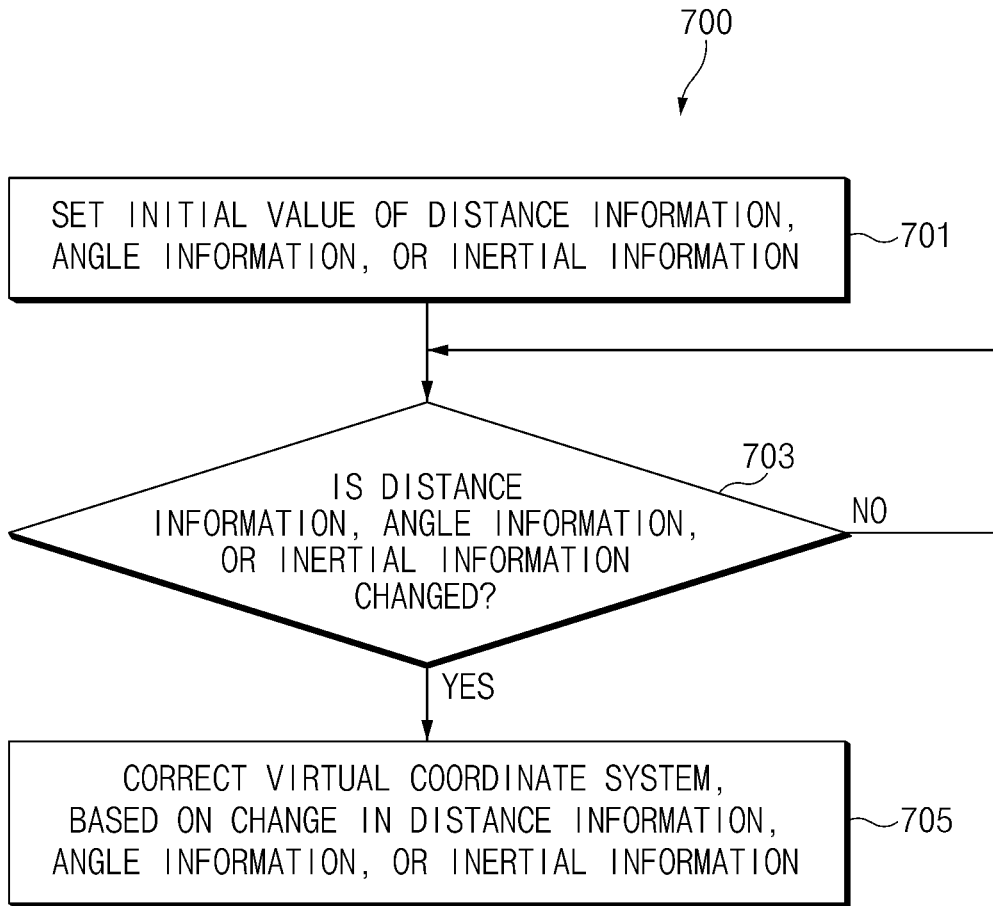 700
SET INITIAL VALUE OF DISTANCE INFORMATION,
ANGLE INFORMATION, OR INERTIAL INFORMATION
701
703
IS DISTANCE
INFORMATION, ANGLE INFORMATION,
OR INERTIAL INFORMATION
CHANGED?
NO
YES
CORRECT VIRTUAL COORDINATE SYSTEM,
BASED ON CHANGE IN DISTANCE INFORMATION,
ANGLE INFORMATION, OR INERTIAL INFORMATION
705